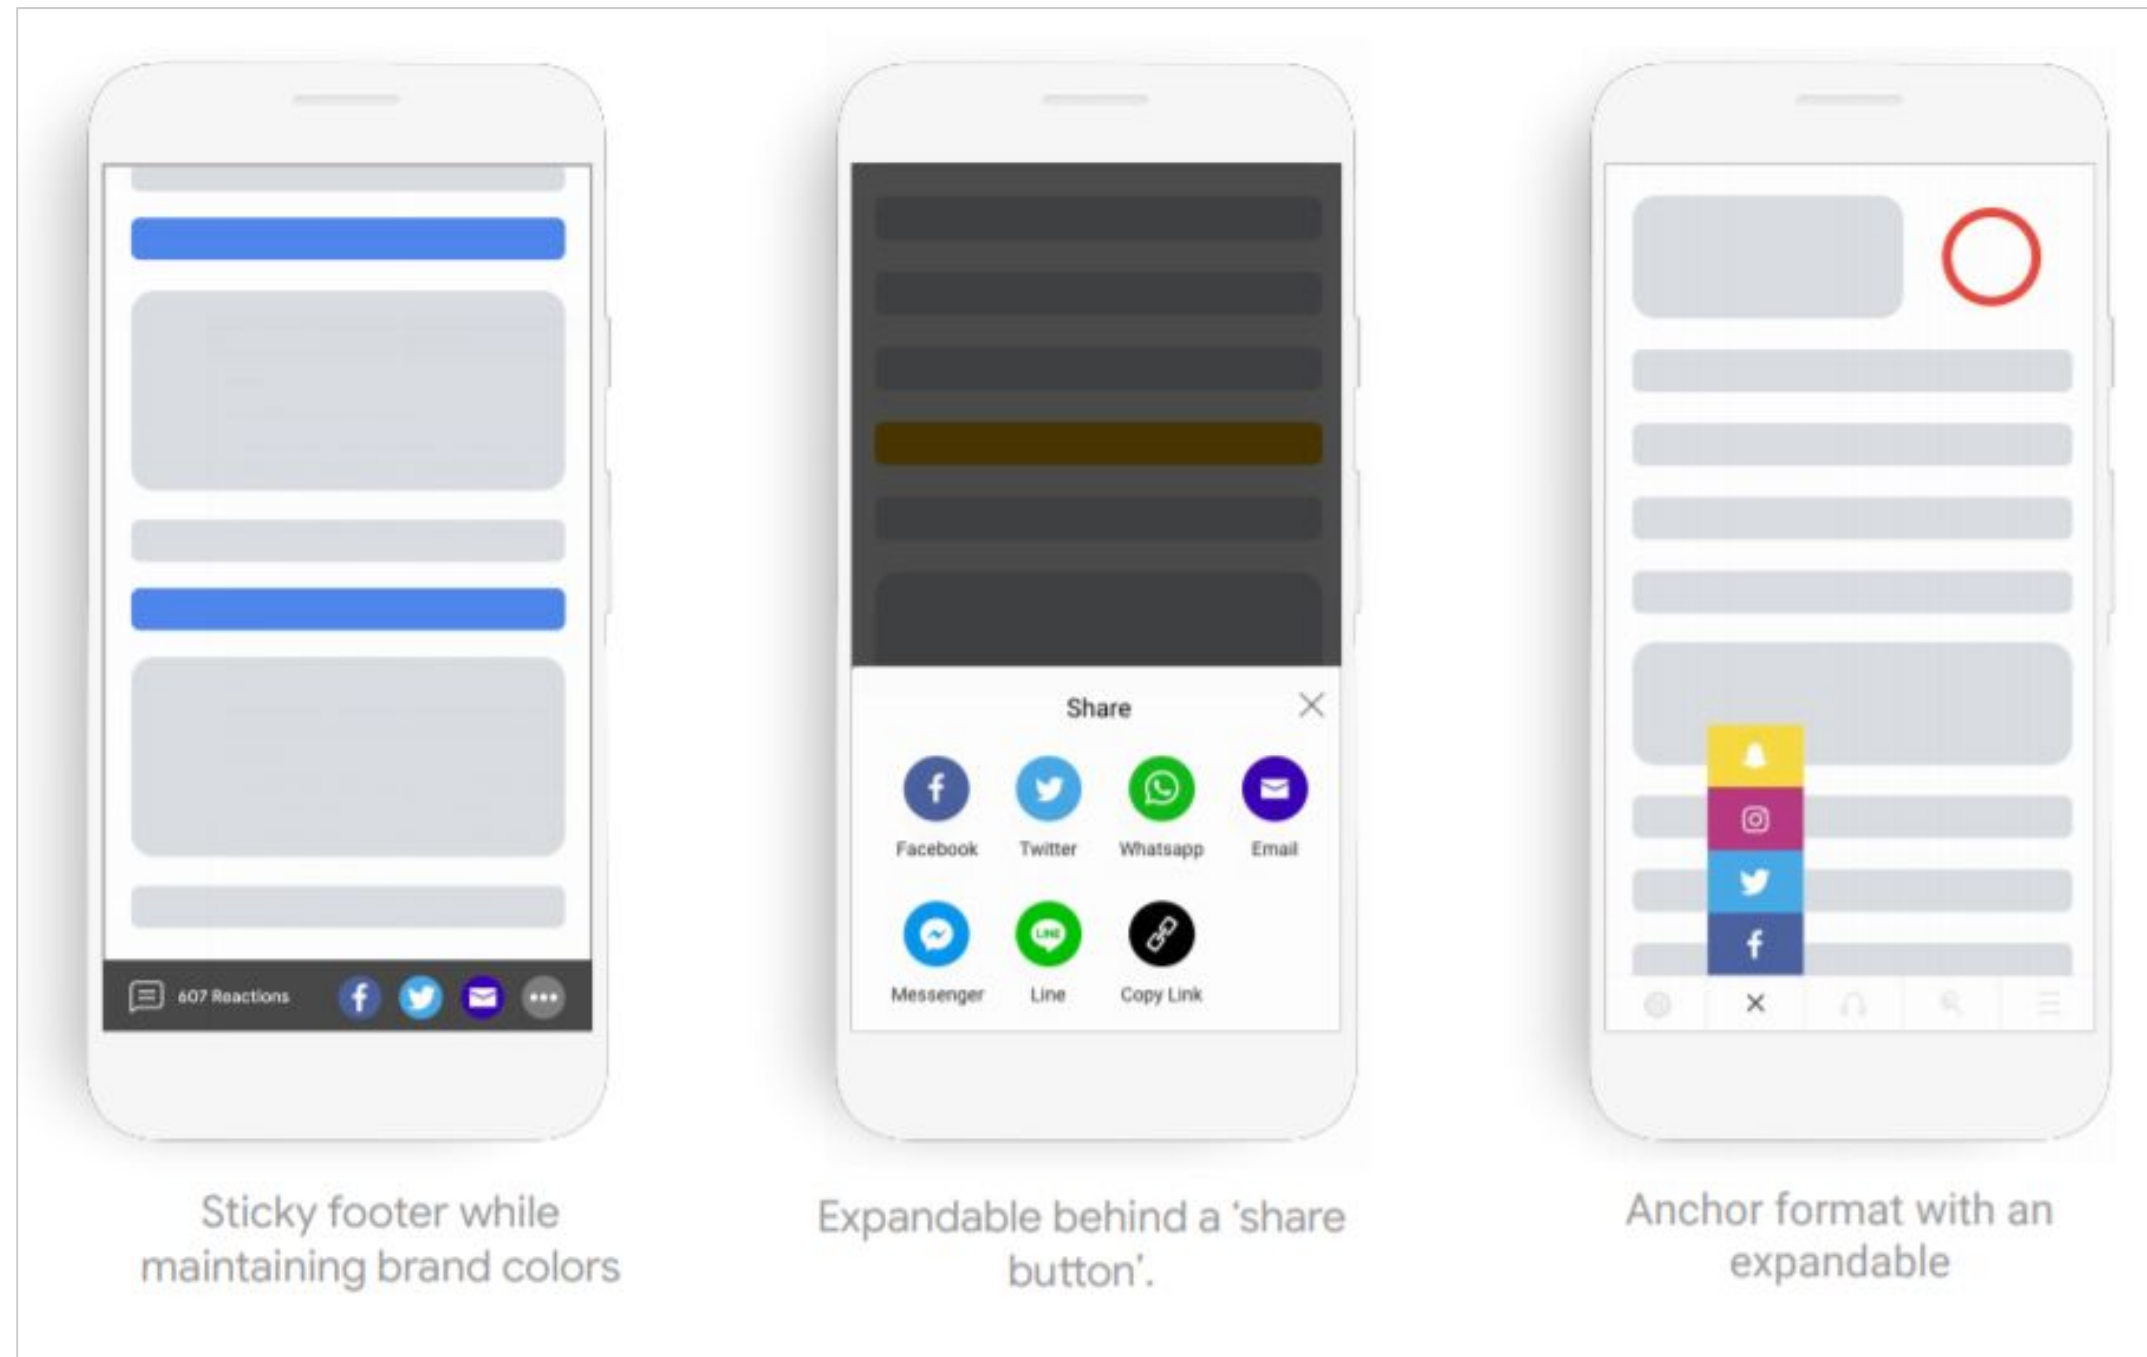 607 Reactions
Sticky footer while
maintaining brand colors
Share
Facebook
Twitter
Whatsapp
Email
Messenger
LINE
Line
Copy Link
Expandable behind a ‘share
button’.
Anchor format with an
expandable